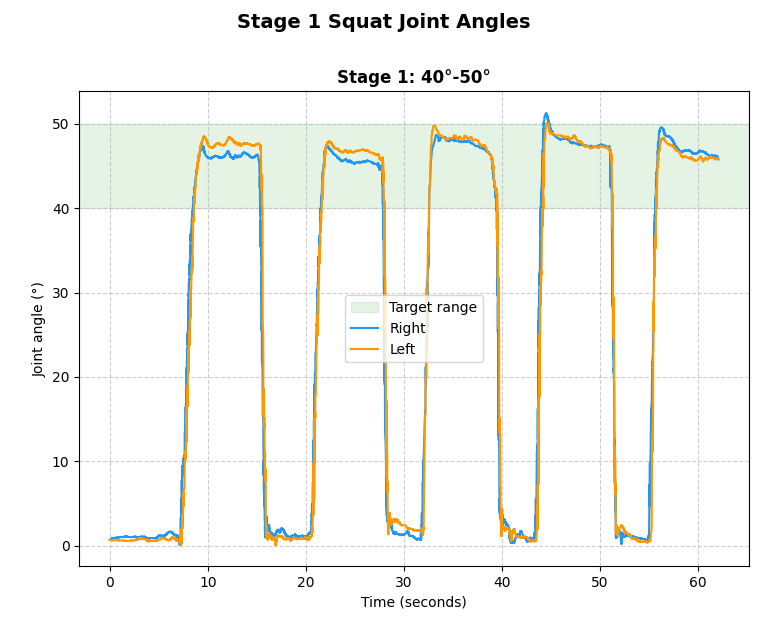 Stage 1 Squat Joint Angles
Stage 1: 40°-50°
Joint angle (°)
50
40
30
20
10
0
Target range
Right
Left
0 10 20 30 40 50 60
Time (seconds)